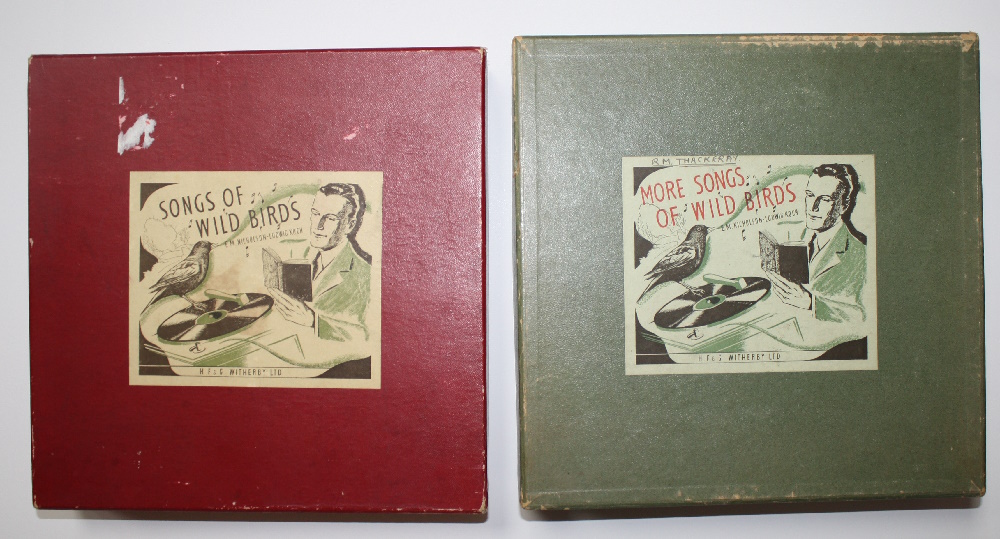 SONGS OF
WILD BIRDS
E.M. NICHOLSON-LUDWIG KOCH
H. F. & G. WITHERBY LTD
R.M. THACKERAY
MORE SONGS
OF WILD BIRDS
E.M. NICHOLSON-LUDWIG KOCH
H. F. & G. WITHERBY LTD